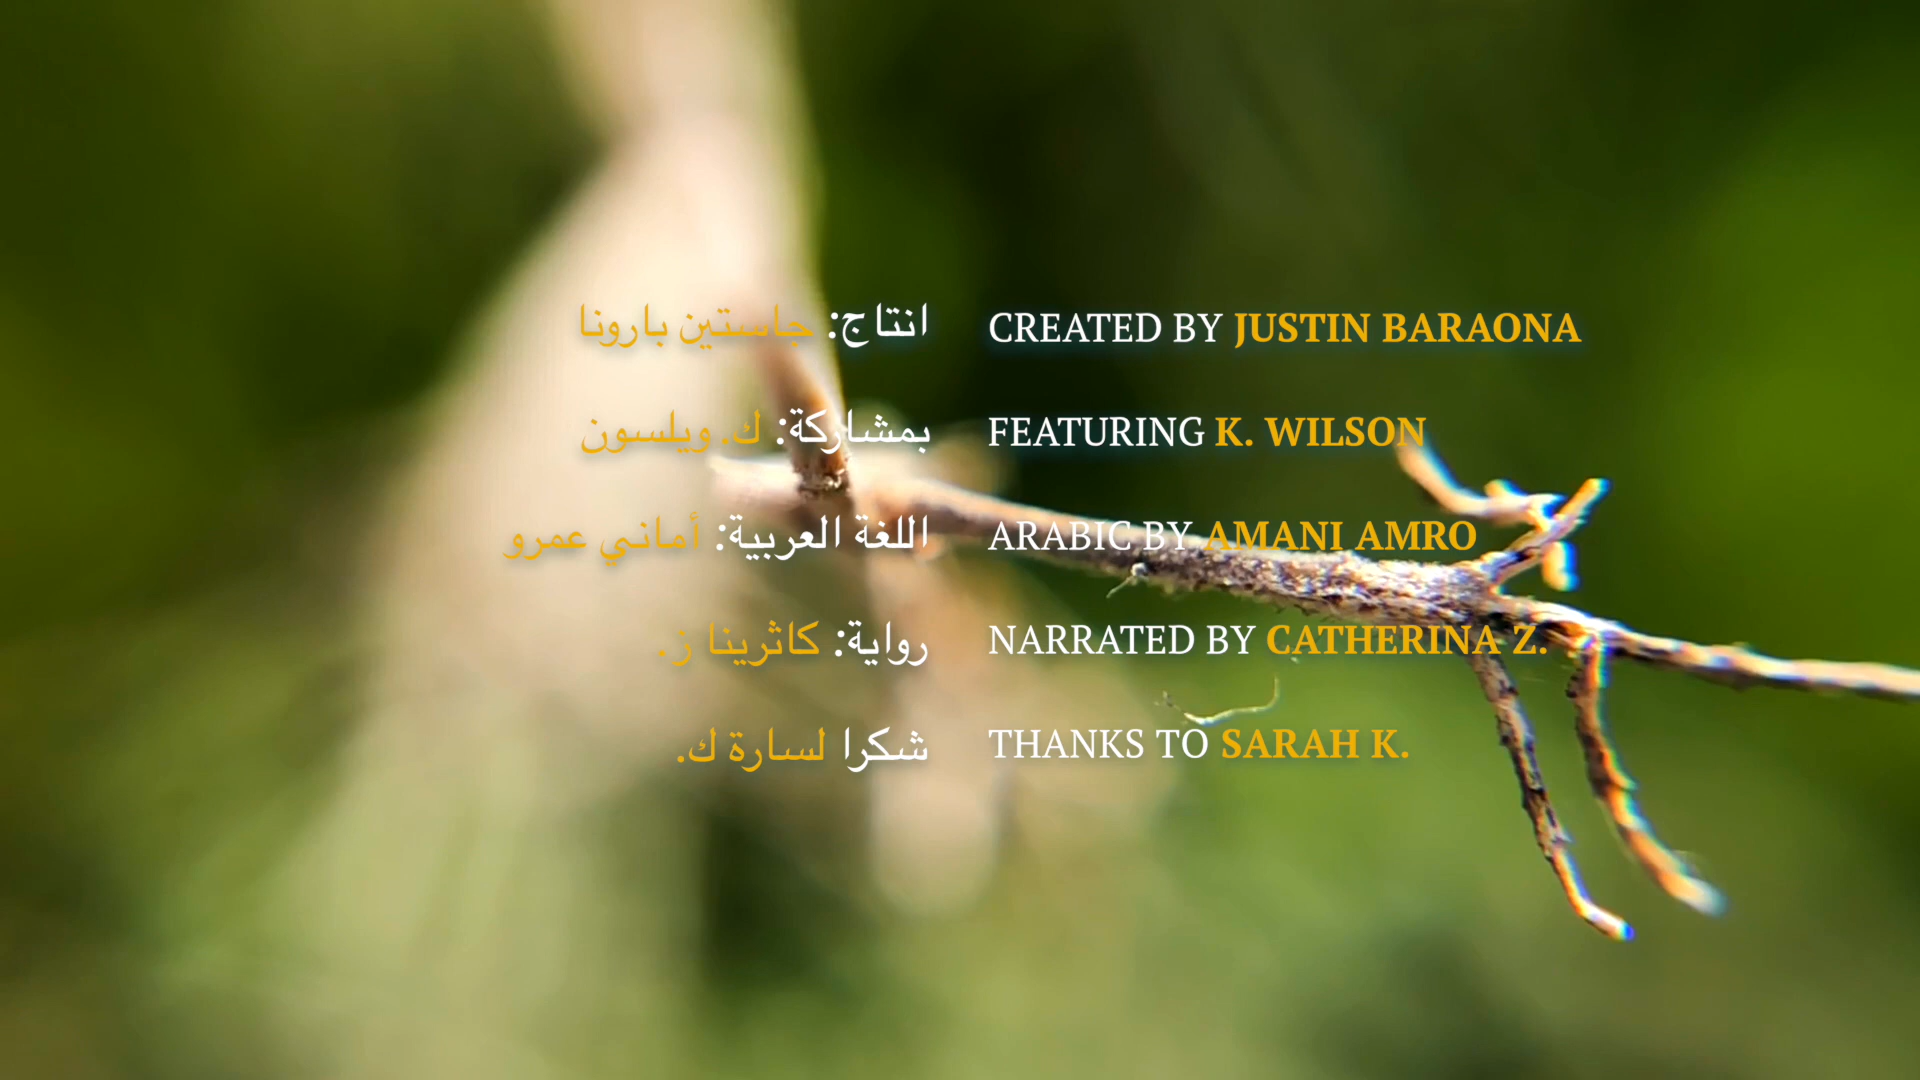 انتاج: جاستين بارونا
بمشاركة: ك. ويلسون
اللغة العربية: أماني عمرو
رواية: كاثرينا ز.
شكرا لسارة ك.
CREATED BY JUSTIN BARAONA
FEATURING K. WILSON
ARABIC BY AMANI AMRO
NARRATED BY CATHERINA Z.
THANKS TO SARAH K.